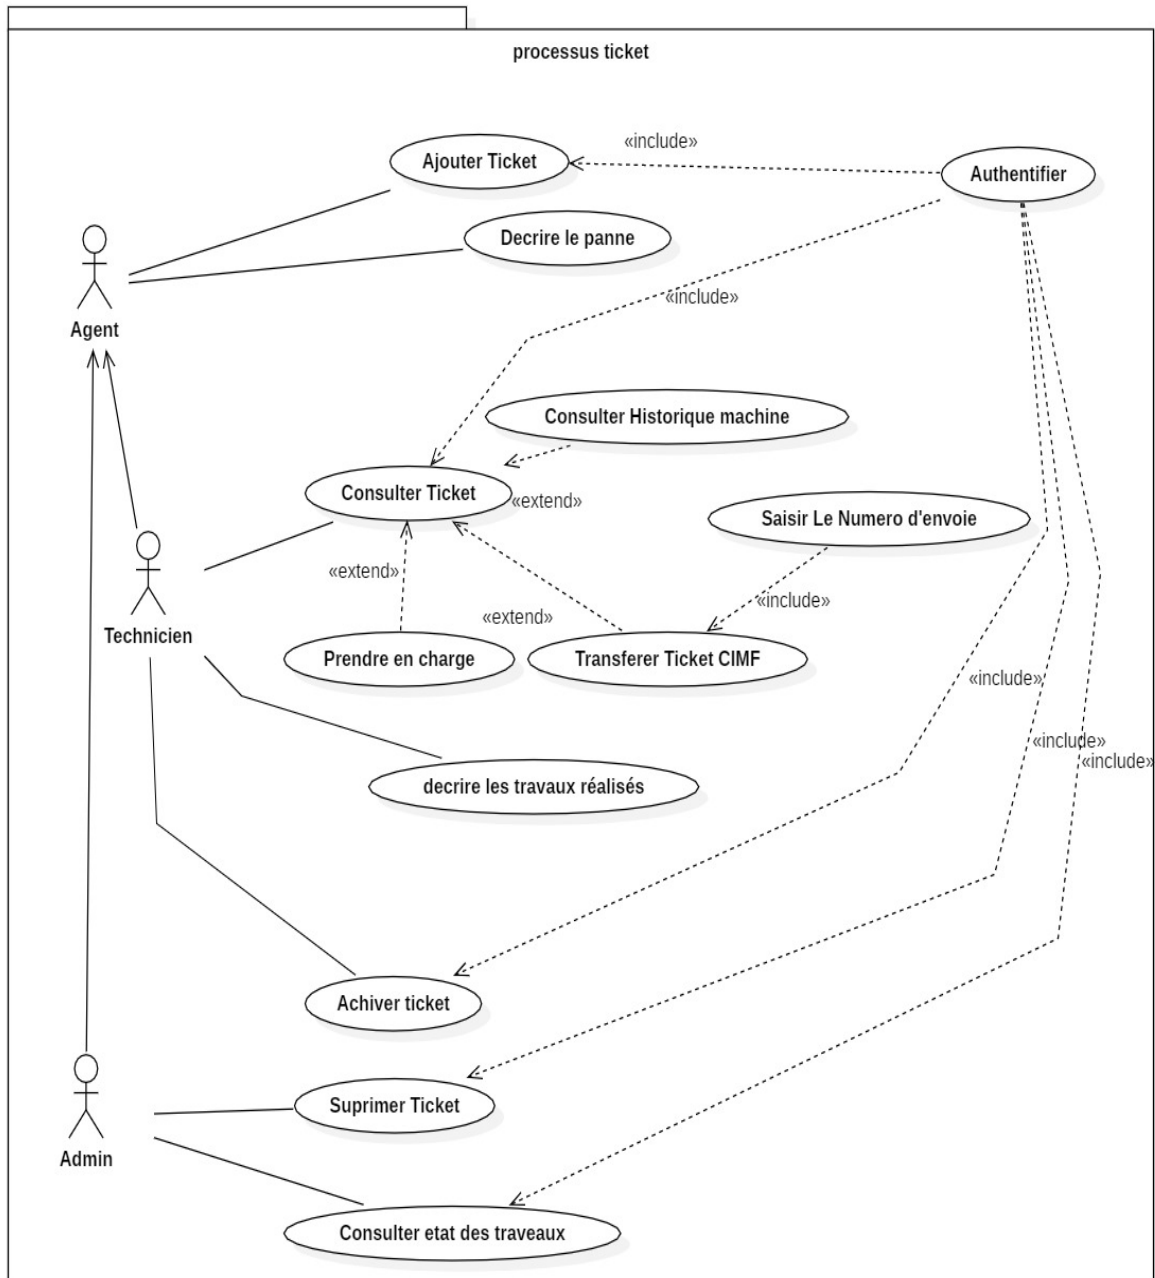 processus ticket
Ajouter Ticket
«include»
Authentifier
Decrire le panne
«include»
Agent
Consulter Historique machine
Consulter Ticket
«extend»
Saisir Le Numero d'envoie
«extend»
«extend»
«include»
Technicien
Prendre en charge
Transferer Ticket CIMF
«include»
«include»
«include»
decrire les travaux réalisés
Achiver ticket
Suprimer Ticket
Admin
Consulter etat des traveaux